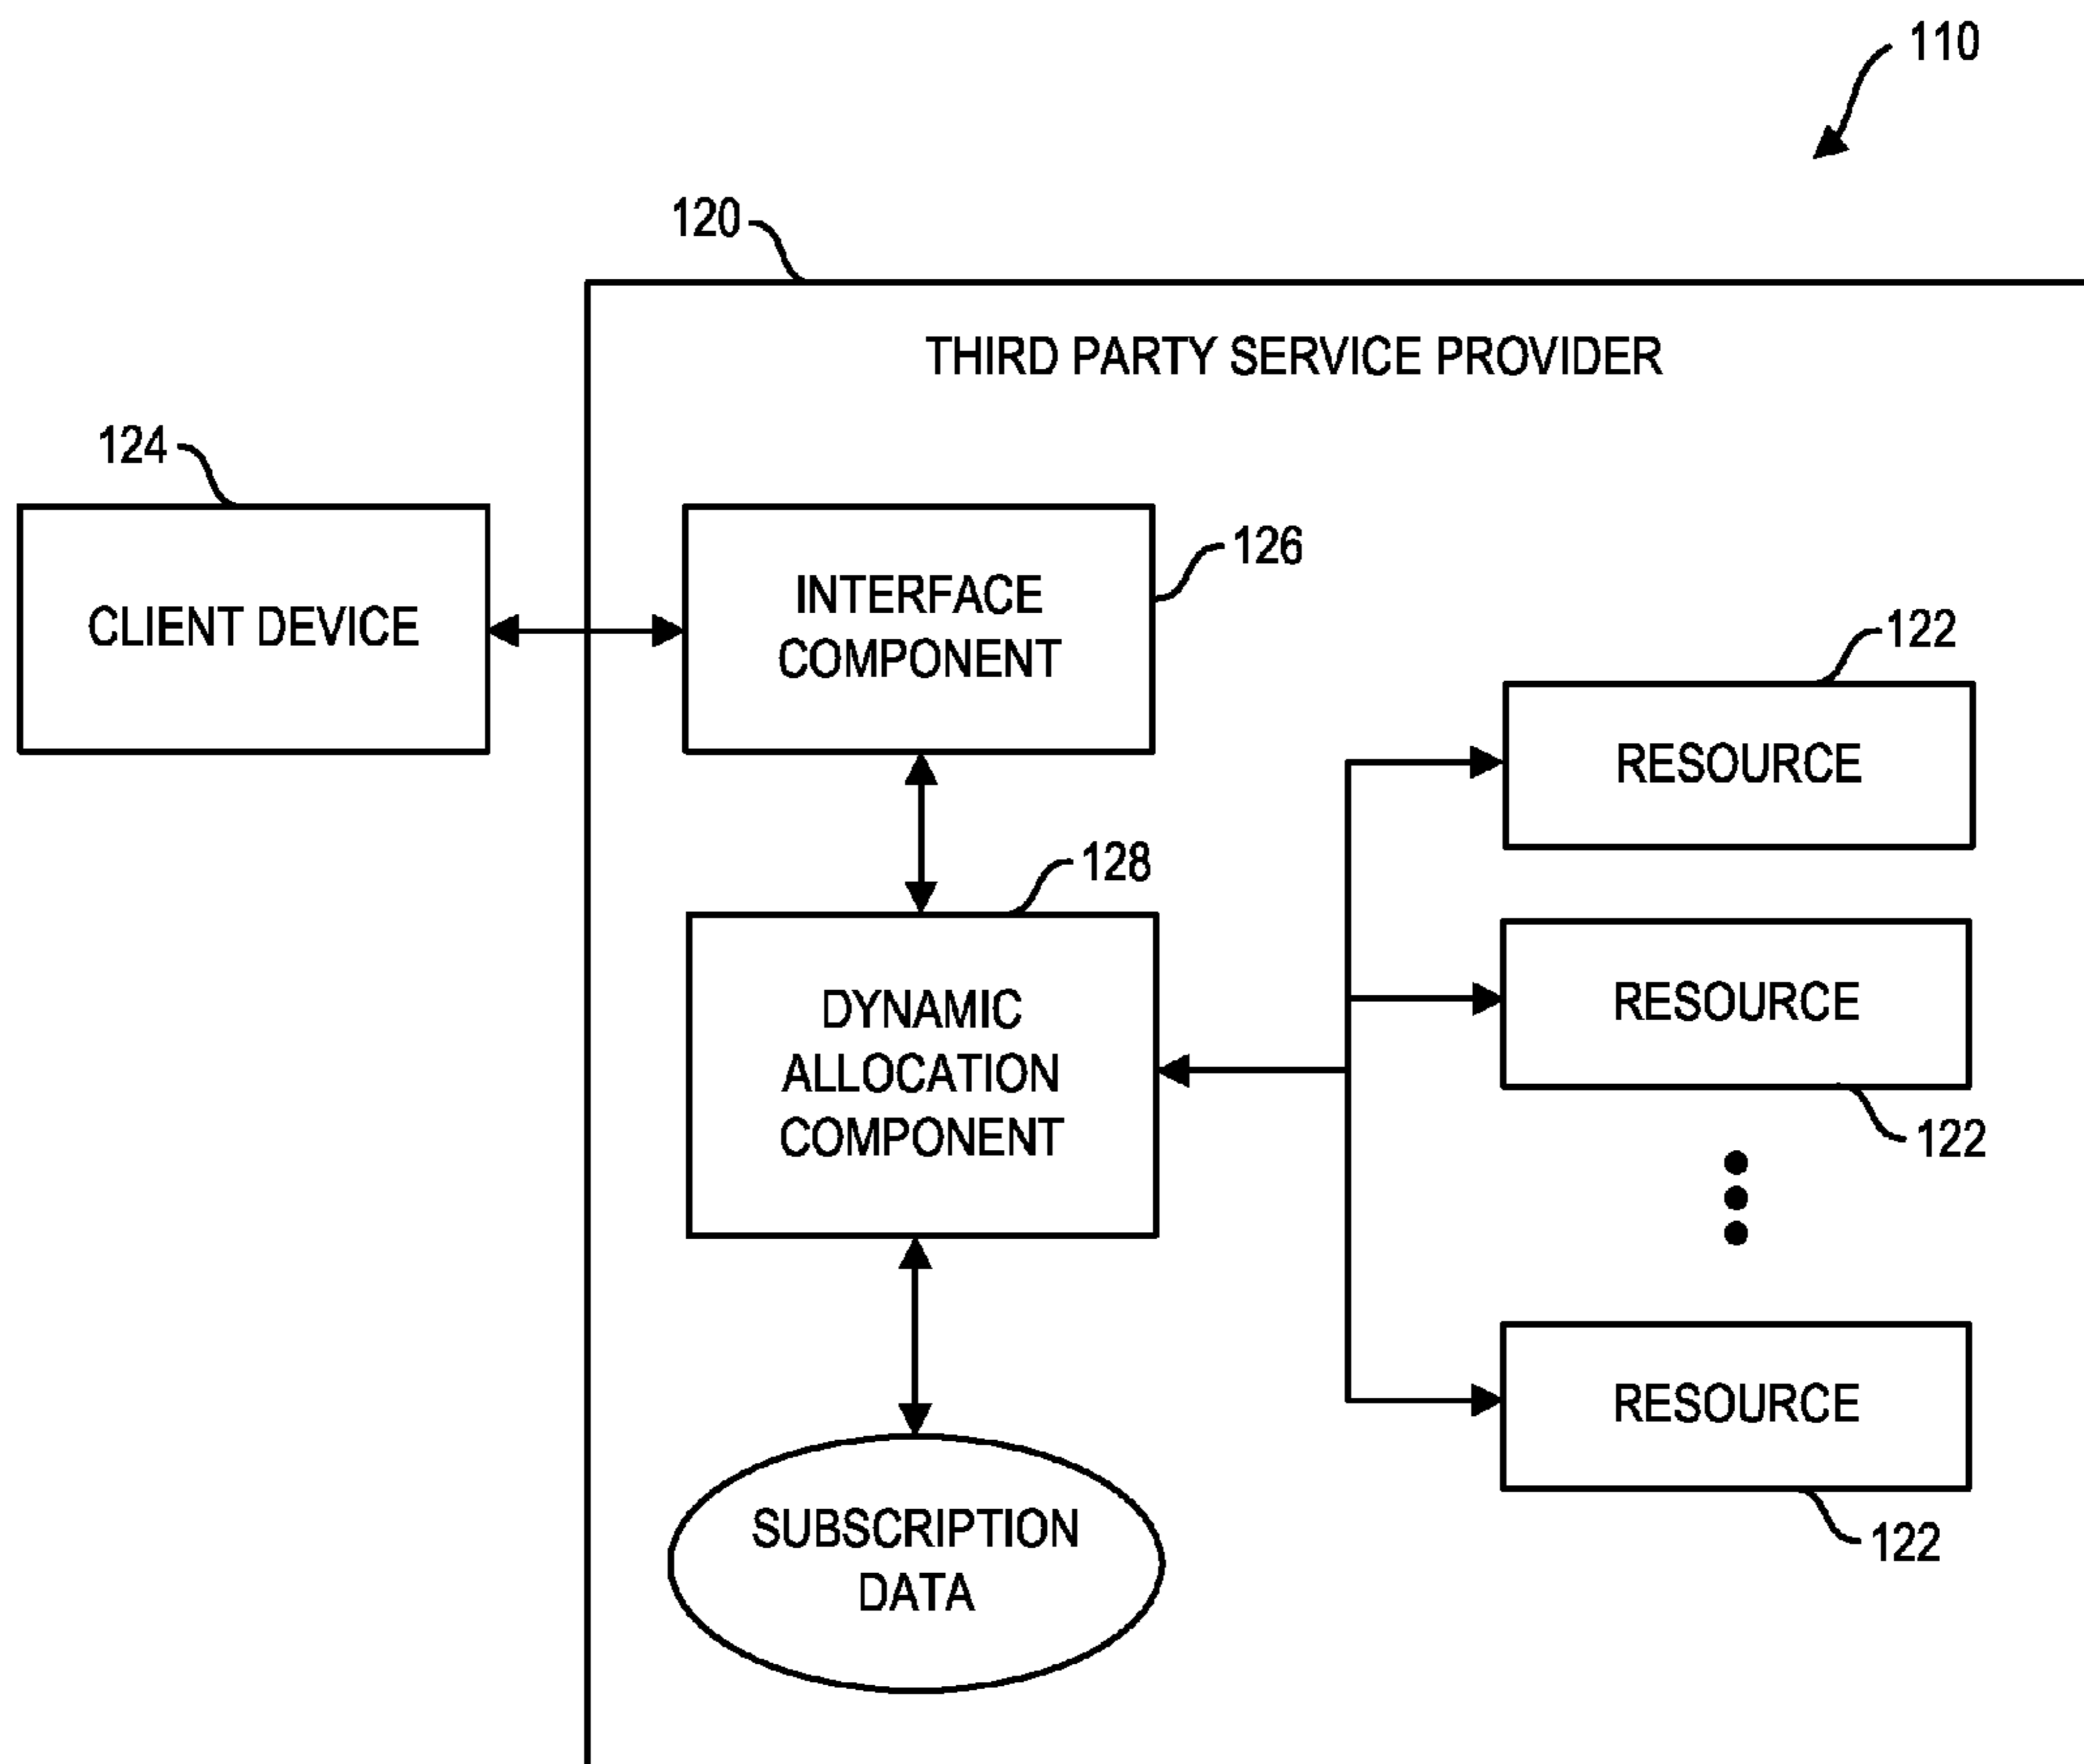 110
120
THIRD PARTY SERVICE PROVIDER
124
CLIENT DEVICE
INTERFACE
COMPONENT
126
122
RESOURCE
128
DYNAMIC
ALLOCATION
COMPONENT
RESOURCE
122
RESOURCE
122
SUBSCRIPTION
DATA